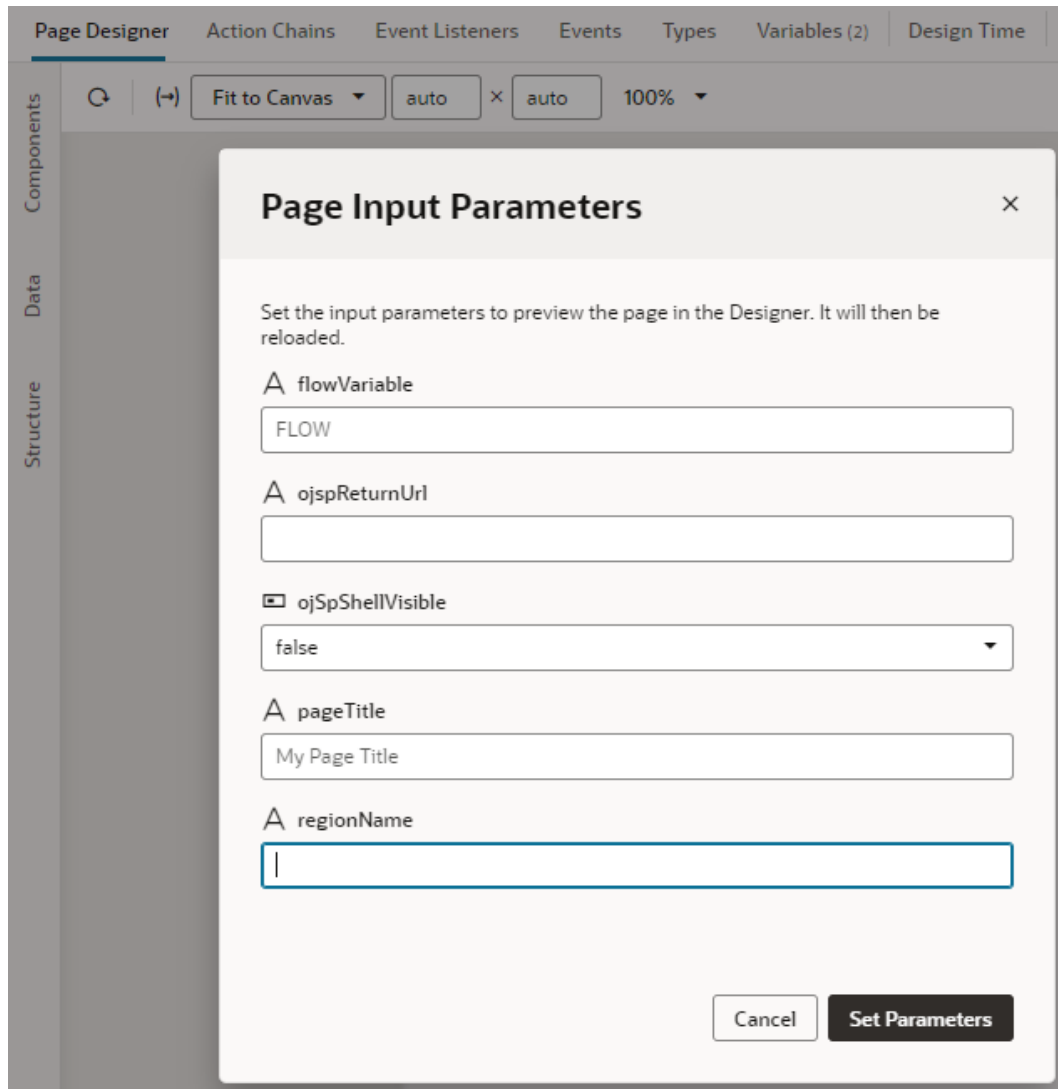 Page Designer Action Chains Event Listeners Events Types Variables (2) Design Time
Fit to Canvas auto × auto 100%
Components
Data
Structure
Page Input Parameters
Set the input parameters to preview the page in the Designer. It will then be
reloaded.
flowVariable
FLOW
ojspReturnUrl
ojSpShellVisible
false
pageTitle
My Page Title
regionName
Cancel Set Parameters